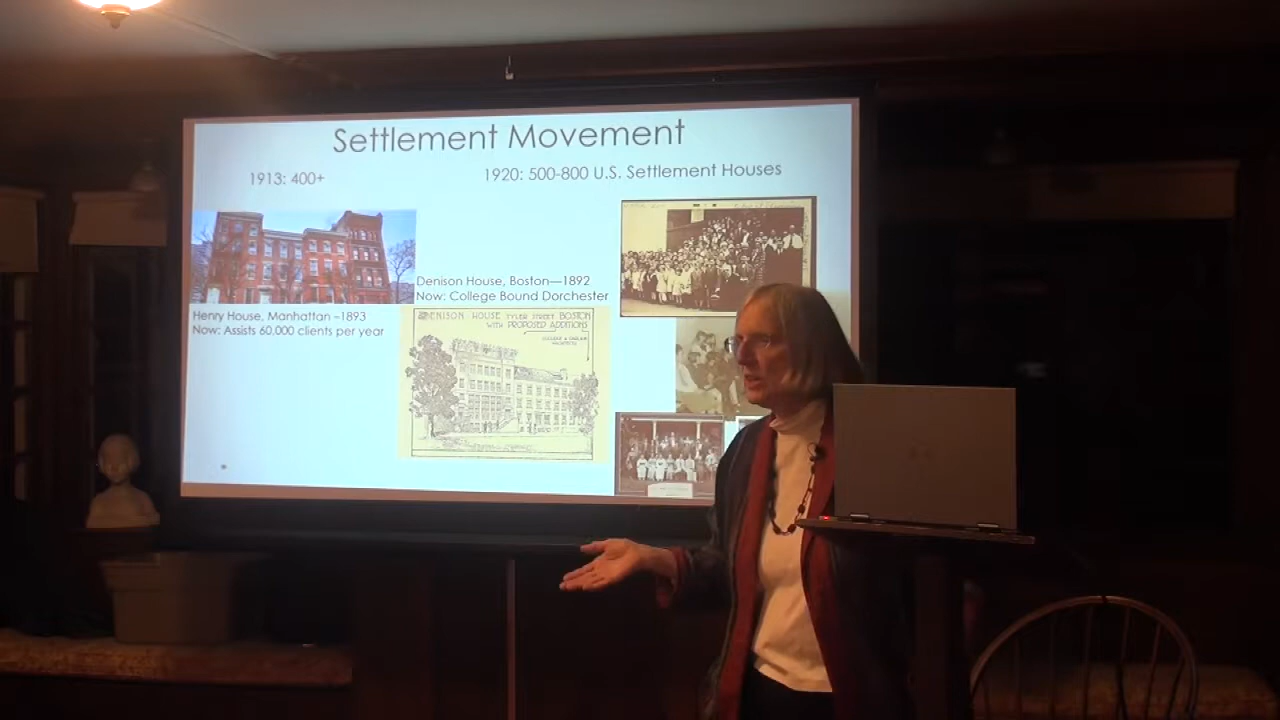 Settlement Movement
1913: 400+
1920: 500-800 U.S. Settlement Houses
Denison House, Boston—1892
Now: College Bound Dorchester
Henry House, Manhattan –1893
Now: Assists 60,000 clients per year
DENISON HOUSE TYLER STREET BOSTON
WITH PROPOSED ADDITIONS